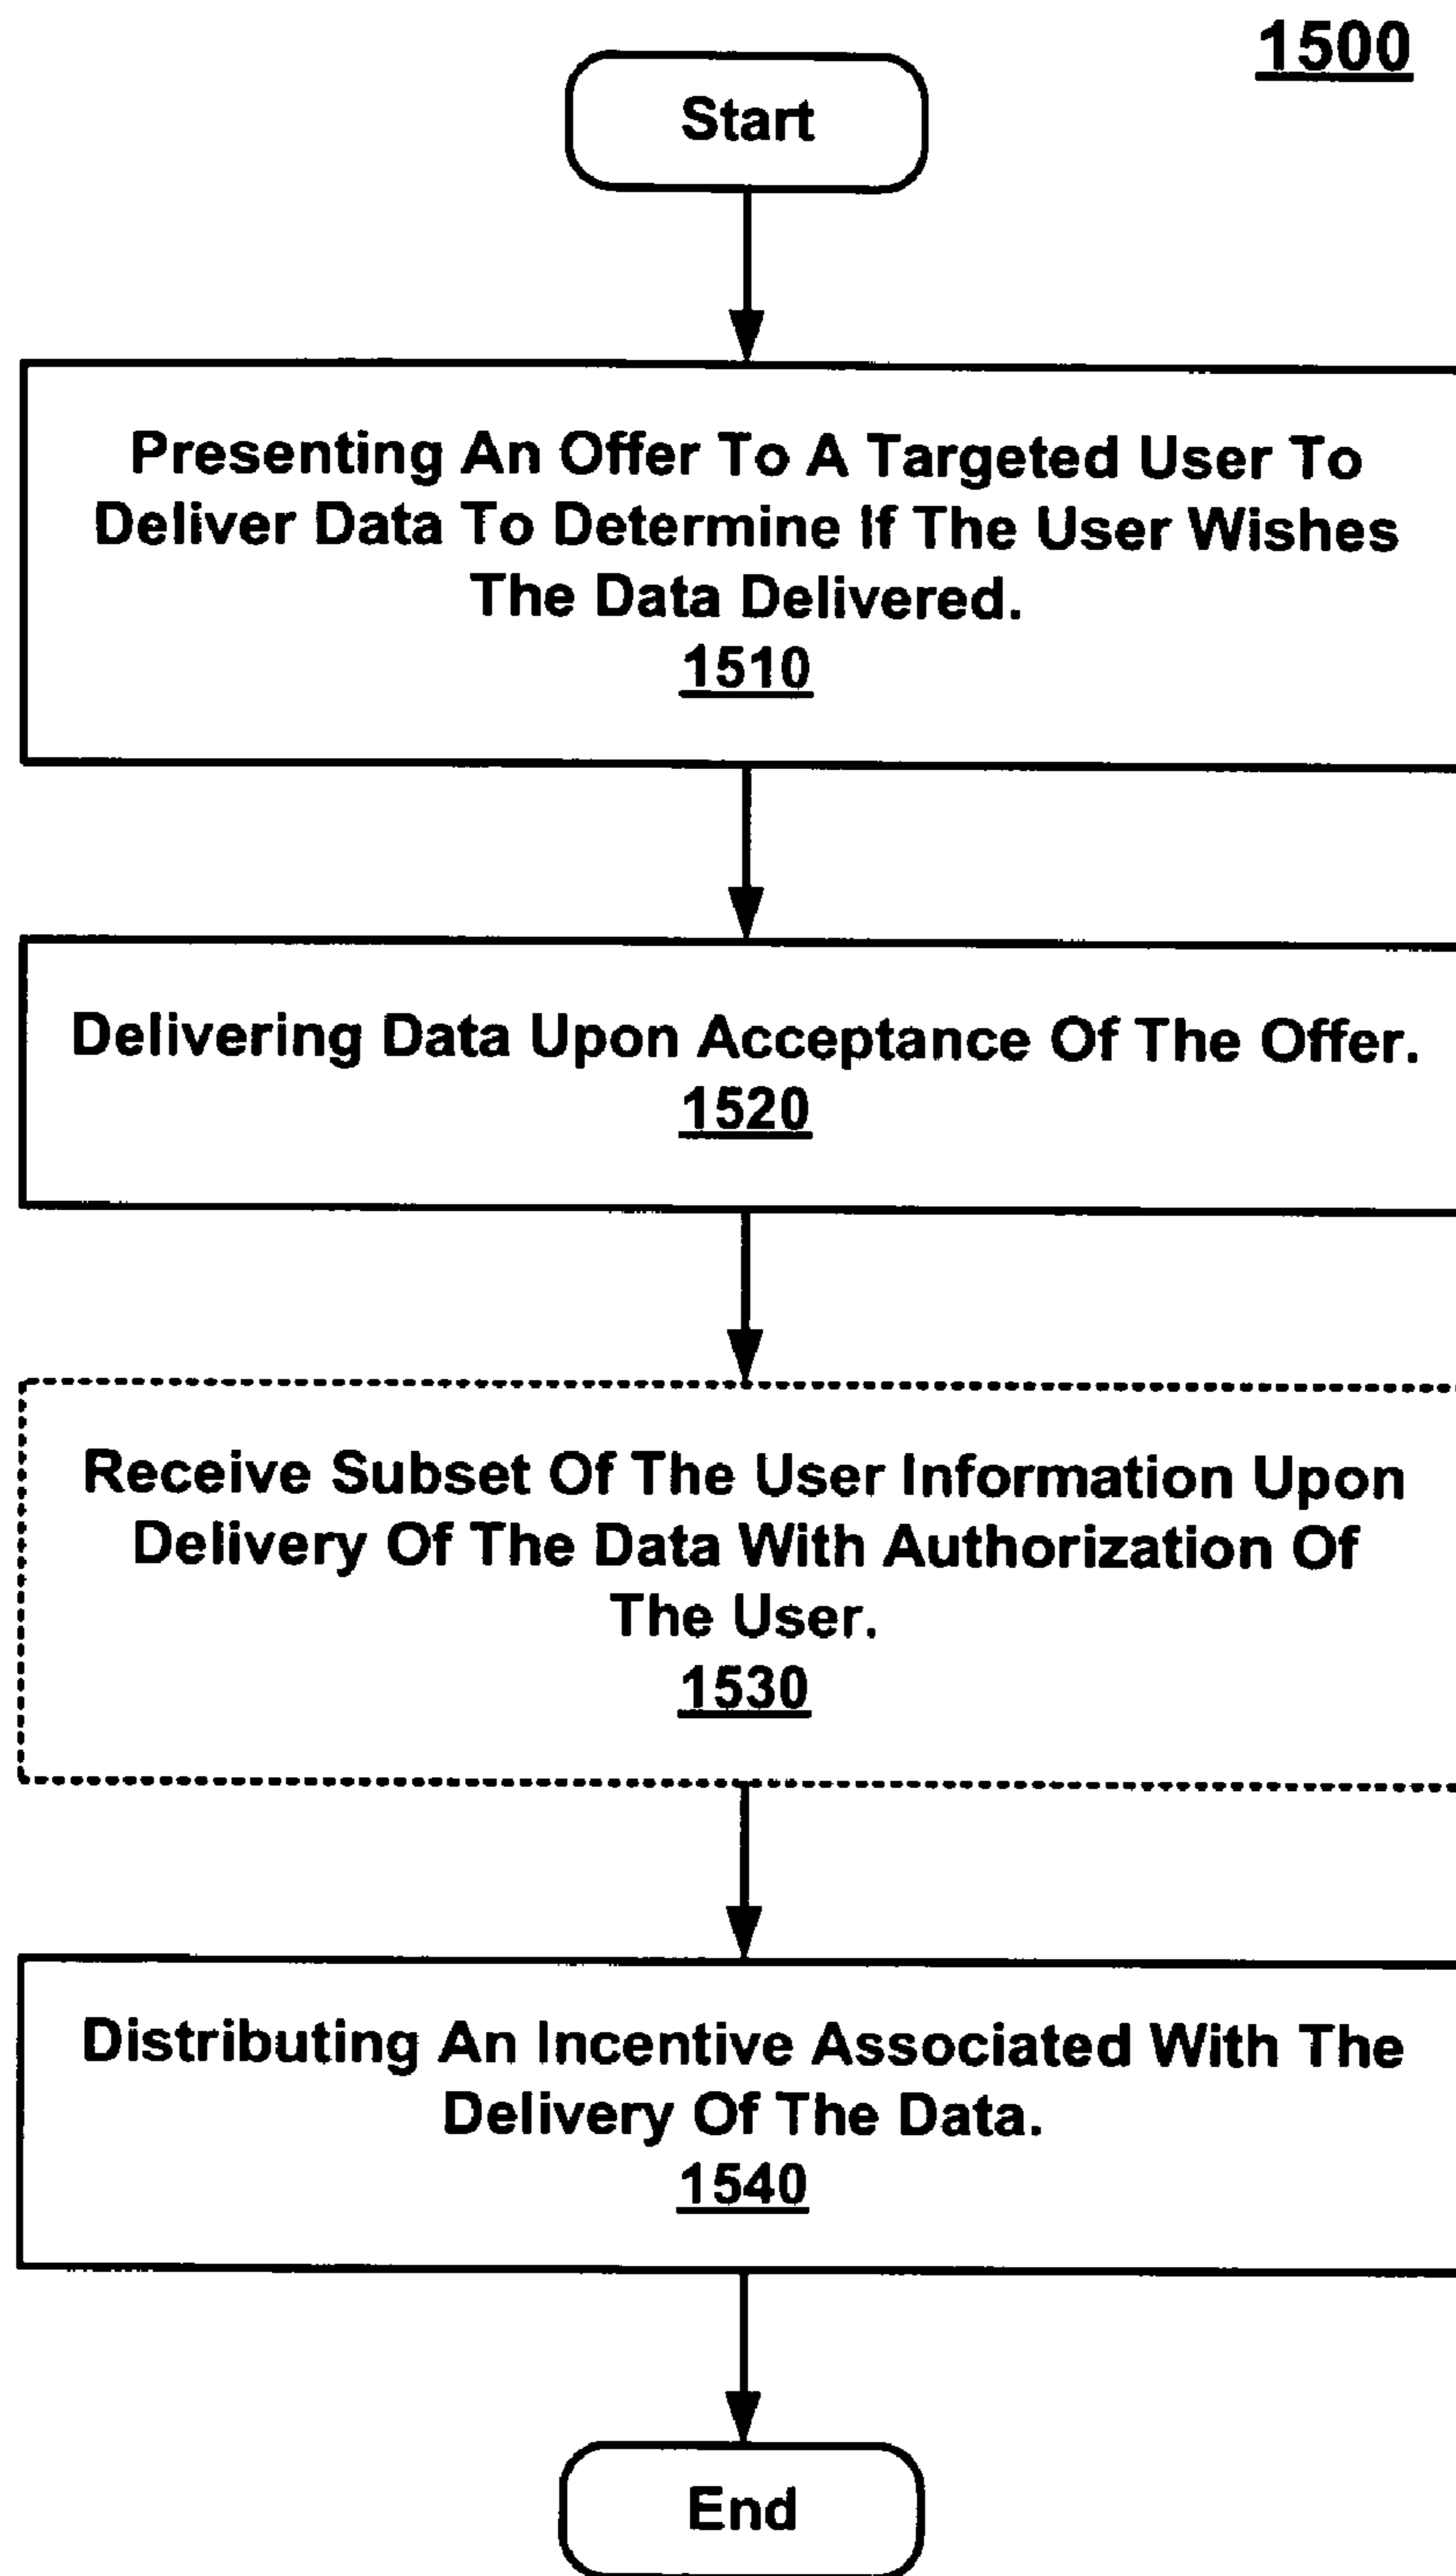 1500
Start
Presenting An Offer To A Targeted User To
Deliver Data To Determine If The User Wishes
The Data Delivered.
1510
Delivering Data Upon Acceptance Of The Offer.
1520
Receive Subset Of The User Information Upon
Delivery Of The Data With Authorization Of
The User.
1530
Distributing An Incentive Associated With The
Delivery Of The Data.
1540
End